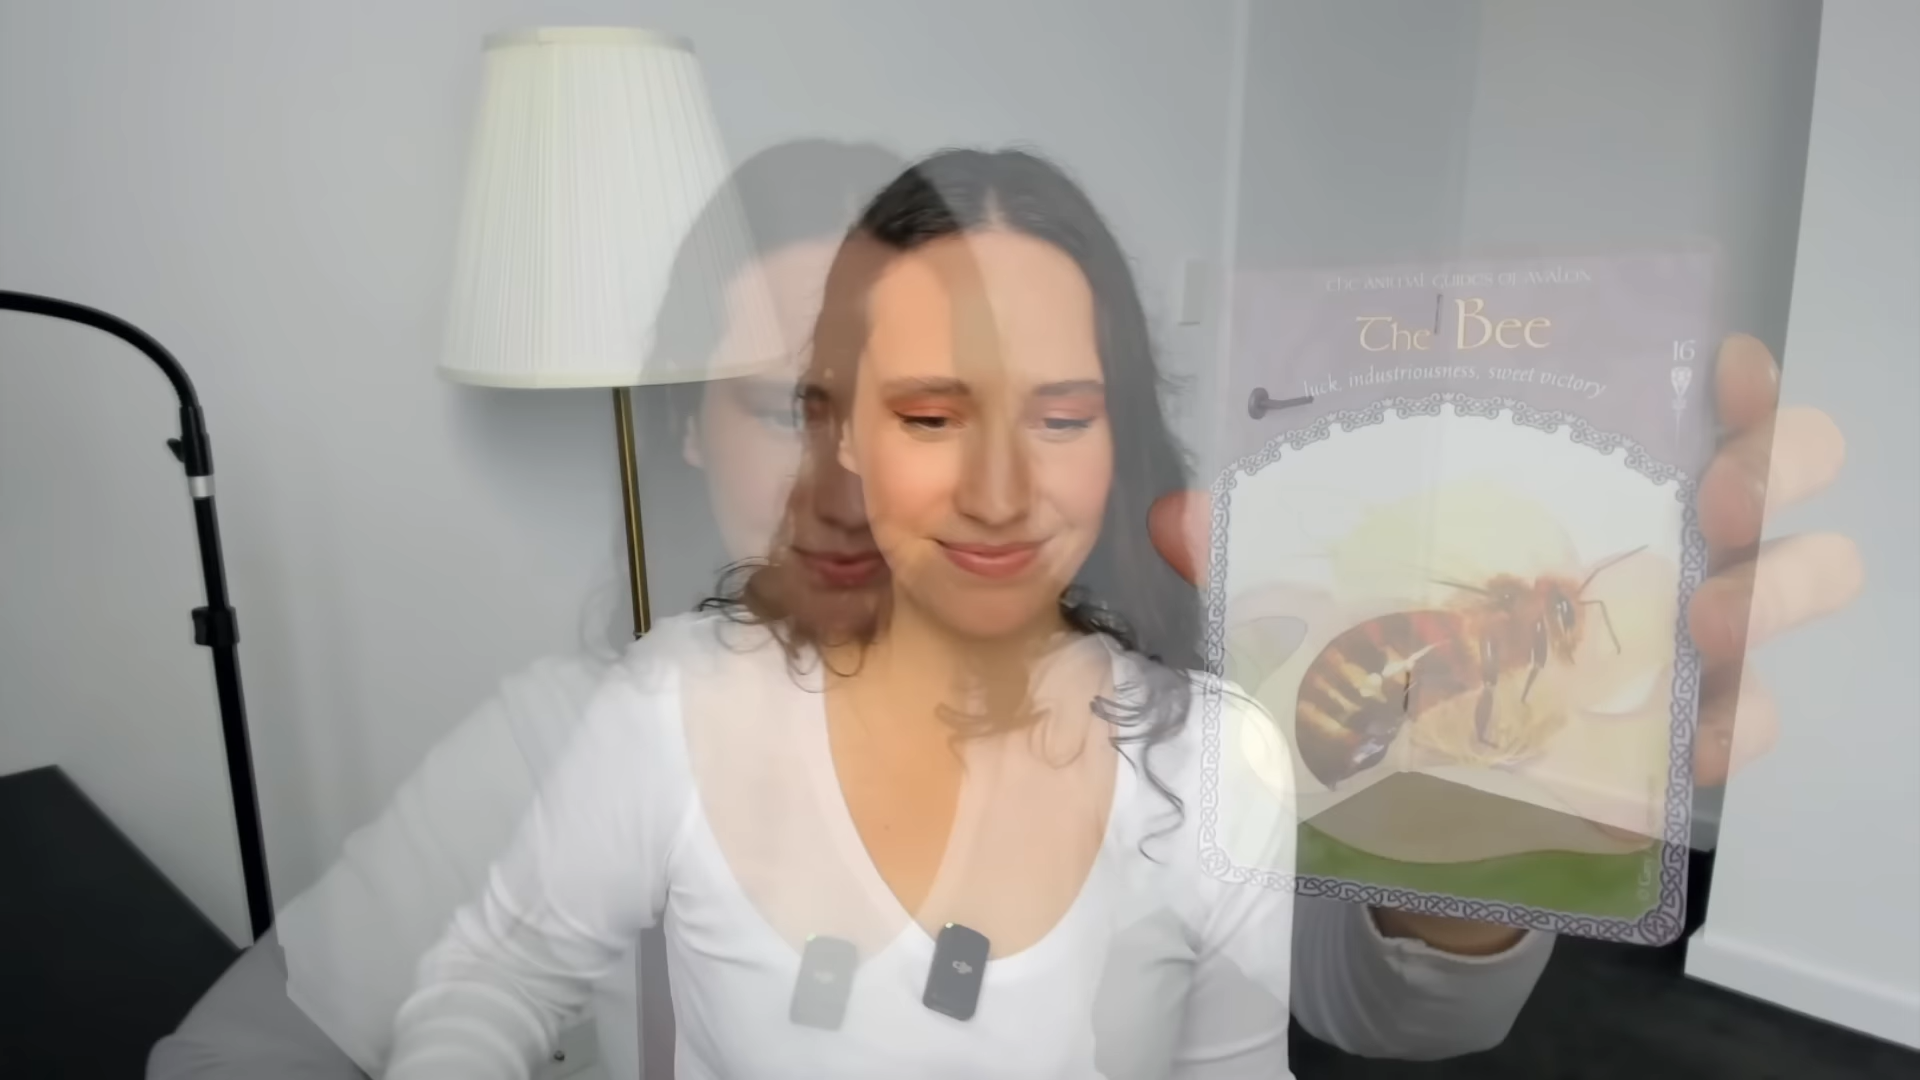 The Animal Guides of Avalon
The Bee
16
luck, industriousness, sweet victory